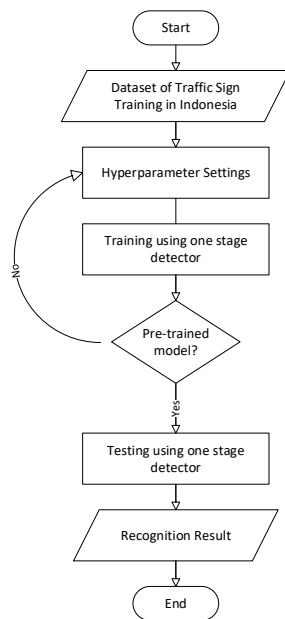 Start
Dataset of Traffic Sign
Training in Indonesia
Hyperparameter Settings
Training using one stage
detector
No
Pre-trained
model?
Yes
Testing using one stage
detector
Recognition Result
End